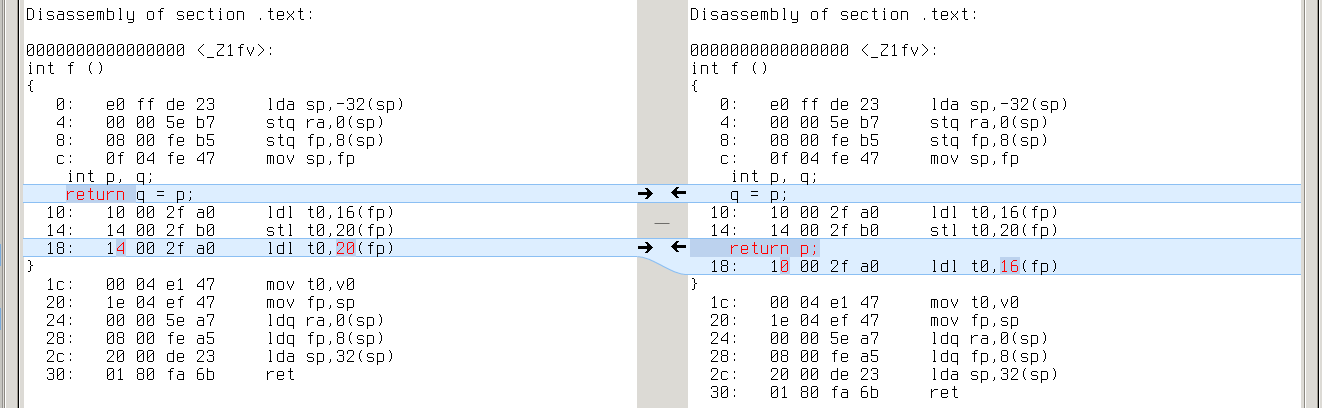 Disassembly of section .text:
0000000000000000 <_Z1fv>:
int f ()
{
0: e0 ff de 23 lda sp,-32(sp)
4: 00 00 5e b7 stq ra,0(sp)
8: 08 00 fe b5 stq fp,8(sp)
c: 0f 04 fe 47 mov sp,fp
int p, q;
return q = p;
10: 10 00 2f a0 ldl t0,16(fp)
14: 14 00 2f b0 stl t0,20(fp)
18: 14 00 2f a0 ldl t0,20(fp)
}
1c: 00 04 e1 47 mov t0,v0
20: 1e 04 ef 47 mov fp,sp
24: 00 00 5e a7 ldq ra,0(sp)
28: 08 00 fe a5 ldq fp,8(sp)
2c: 20 00 de 23 lda sp,32(sp)
30: 01 80 fa 6b ret
Disassembly of section .text:
0000000000000000 <_Z1fv>:
int f ()
{
0: e0 ff de 23 lda sp,-32(sp)
4: 00 00 5e b7 stq ra,0(sp)
8: 08 00 fe b5 stq fp,8(sp)
c: 0f 04 fe 47 mov sp,fp
int p, q;
q = p;
10: 10 00 2f a0 ldl t0,16(fp)
14: 14 00 2f b0 stl t0,20(fp)
return p;
18: 10 00 2f a0 ldl t0,16(fp)
}
1c: 00 04 e1 47 mov t0,v0
20: 1e 04 ef 47 mov fp,sp
24: 00 00 5e a7 ldq ra,0(sp)
28: 08 00 fe a5 ldq fp,8(sp)
2c: 20 00 de 23 lda sp,32(sp)
30: 01 80 fa 6b ret